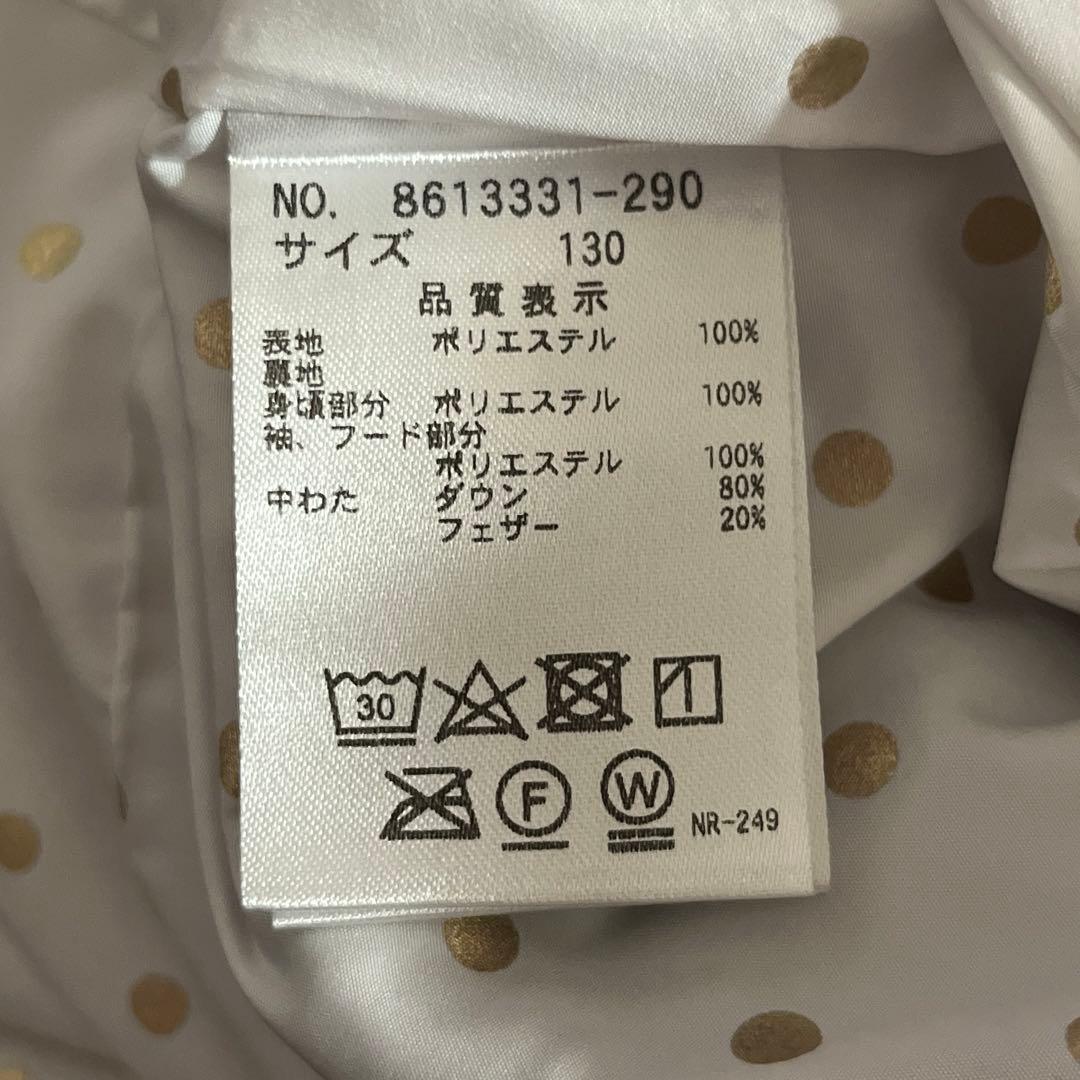 NO. 8613331-290
サイズ 130
品質表示
表地 ポリエステル 100%
裏地
身頃部分 ポリエステル 100%
袖、フード部分
ポリエステル 100%
中わた ダウン 80%
フェザー 20%
30
F W NR-249